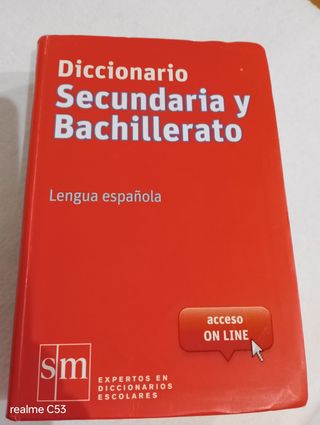 Diccionario
Secundaria y
Bachillerato
Lengua española
acceso
ON LINE
sm
EXPERTOS EN
DICCIONARIOS
ESCOLARES
realme C53